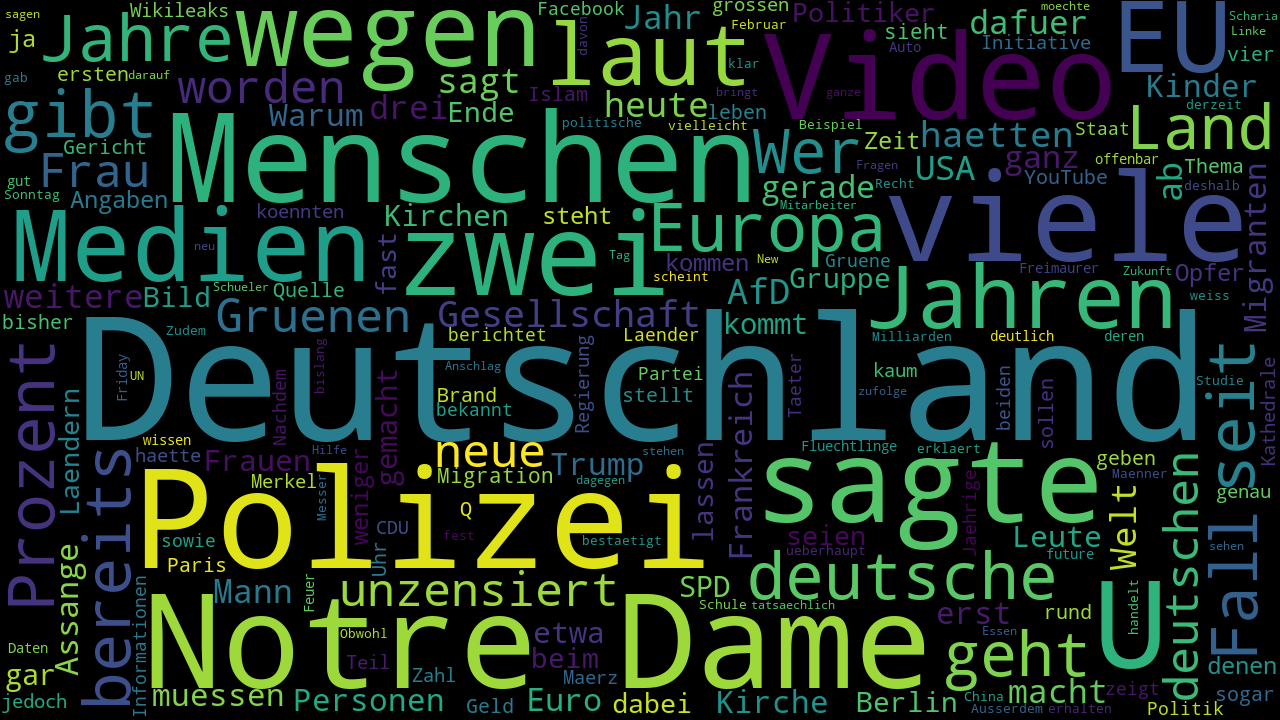 sagen
Wikileaks
Facebook
grossen
moechte
Scharia
ja
Jahre
wegen
laut
Jahr
Februar
Politiker
dafuer
EU
Linke
davon
sieht
Initiative
vier
gab
ersten
darauf
worden
sagt
Islam
klar
Auto
Video
Kinder
gibt
Warum
drei
Ende
heute
leben
bringt
ganze
derzeit
Gericht
Menschen
politische
vielleicht
Wer
Beispiel
Zeit
haetten
Staat
Land
Frau
Fragen
USA
ganz
offenbar
Thema
gut
Sonntag
Angaben
gerade
Recht
YouTube
ab
deshalb
Migranten
Medien
koennten
Kirchen
steht
Europa
Mitarbeiter
viele
neu
fast
zwei
Tag
kommen
New
Gruene
scheint
Freimaurer
Zukunft
Opfer
weitere
Bild
Schueler
Quelle
AfD
Gruppe
Jahren
weiss
bisher
Gruenen
Gesellschaft
kommt
Zudem
berichtet
Laender
Milliarden
deutlich
deren
Prozent
Deutschland
Friday
UN
bislang
Anschlag
Regierung
Partei
Taeter
kaum
seit
Studie
Kathedrale
Laendern
Nachdem
gemacht
Brand
bekannt
stellt
Frankreich
zufolge
beiden
sollen
wissen
haette
Frauen
Hilfe
neue
stehen
lassen
Fluechtlinge
erklaert
geben
Maenner
bereits
Merkel
Messer
weniger
Migration
Trump
dagegen
sagte
genau
Polizei
Q
CDU
fest
bestaetigt
Jaehrige
Welt
deutschen
Fall
sowie
Uhr
seien
ueberhaupt
Leute
future
sehen
Assange
Paris
Mann
Feuer
unzensiert
SPD
deutsche
Informationen
Notre Dame
Schule
tatsaechlich
erst
rund
U
handelt
Daten
Obwohl
etwa
Essen
geht
denen
gar
Teil
beim
Zahl
Maerz
macht
zeigt
sogar
jedoch
muessen
Personen
Geld
Euro
dabei
Kirche
Berlin
China
Ausserdem
erhalten
Politik